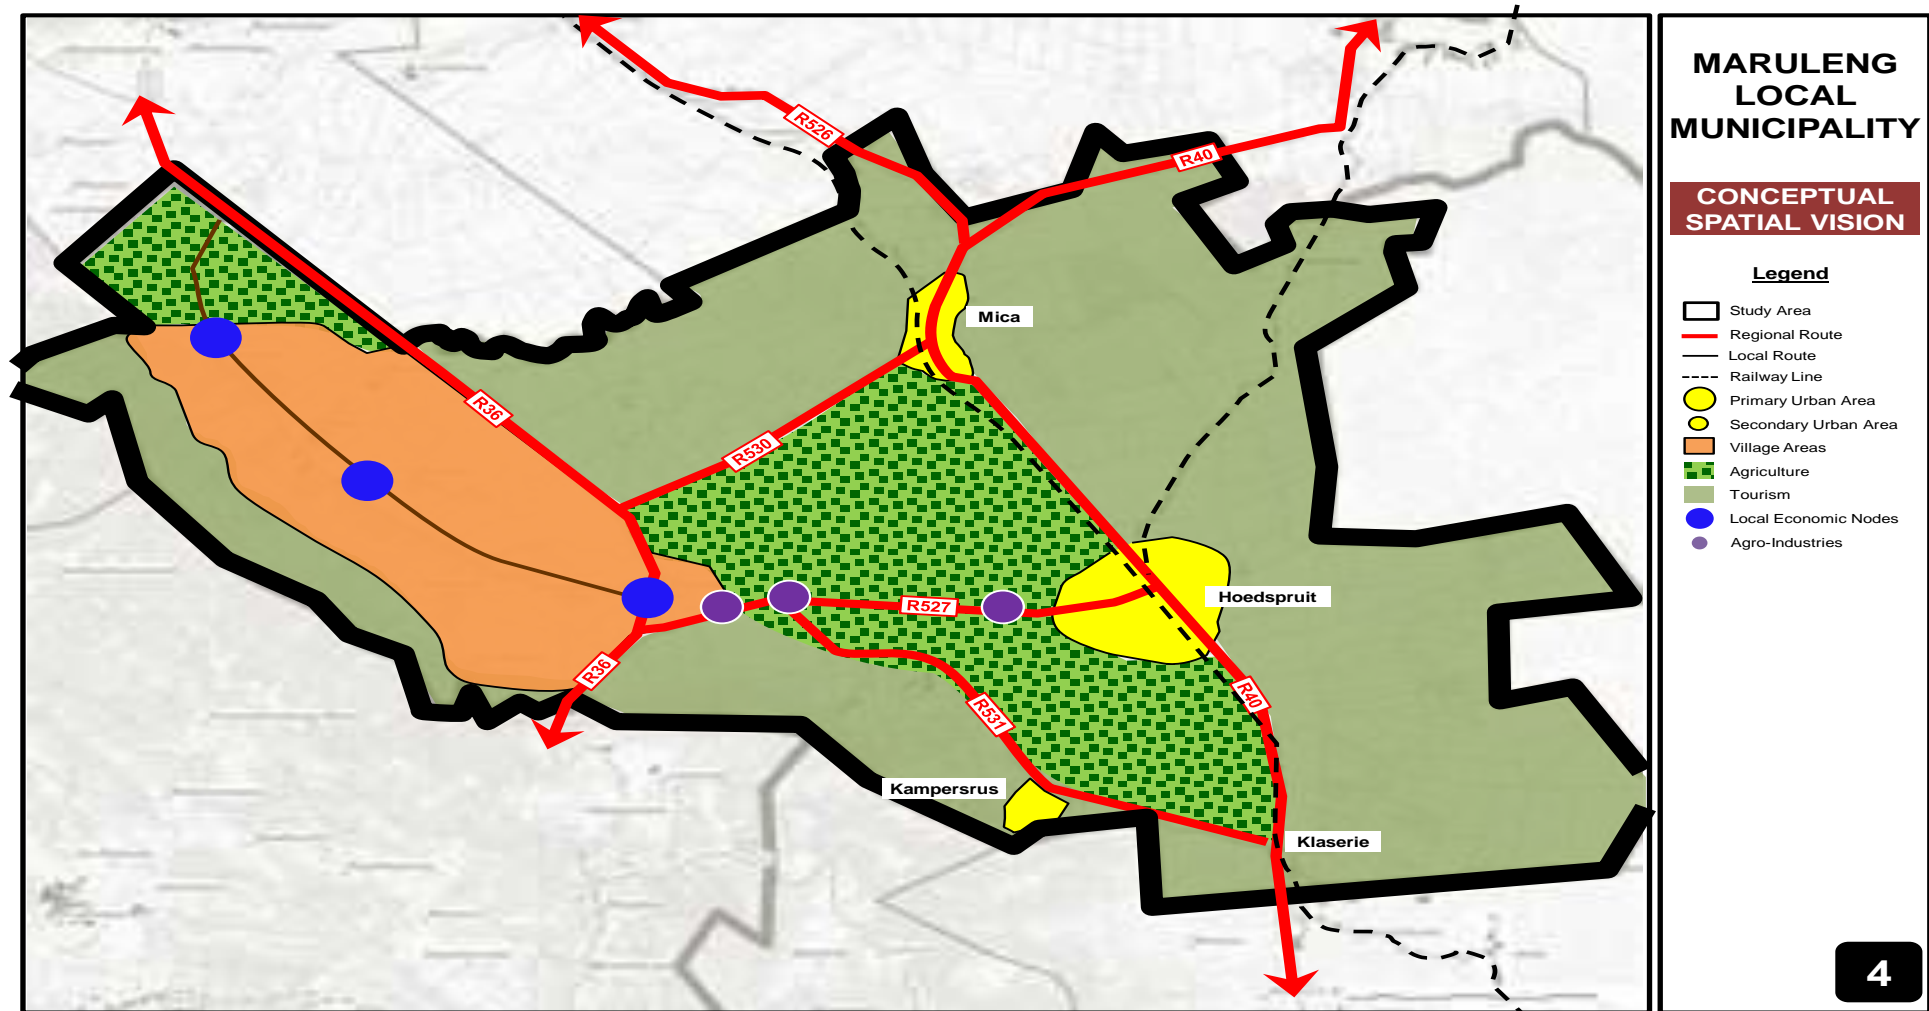 R526
R40
Mica
R36
R530
Hoedspruit
R527
R36
R40
R531
Kampersrus
Klaserie
MARULENG
LOCAL
MUNICIPALITY
CONCEPTUAL
SPATIAL VISION
Legend
Study Area
Regional Route
Local Route
Railway Line
Primary Urban Area
Secondary Urban Area
Village Areas
Agriculture
Tourism
Local Economic Nodes
Agro-Industries
4